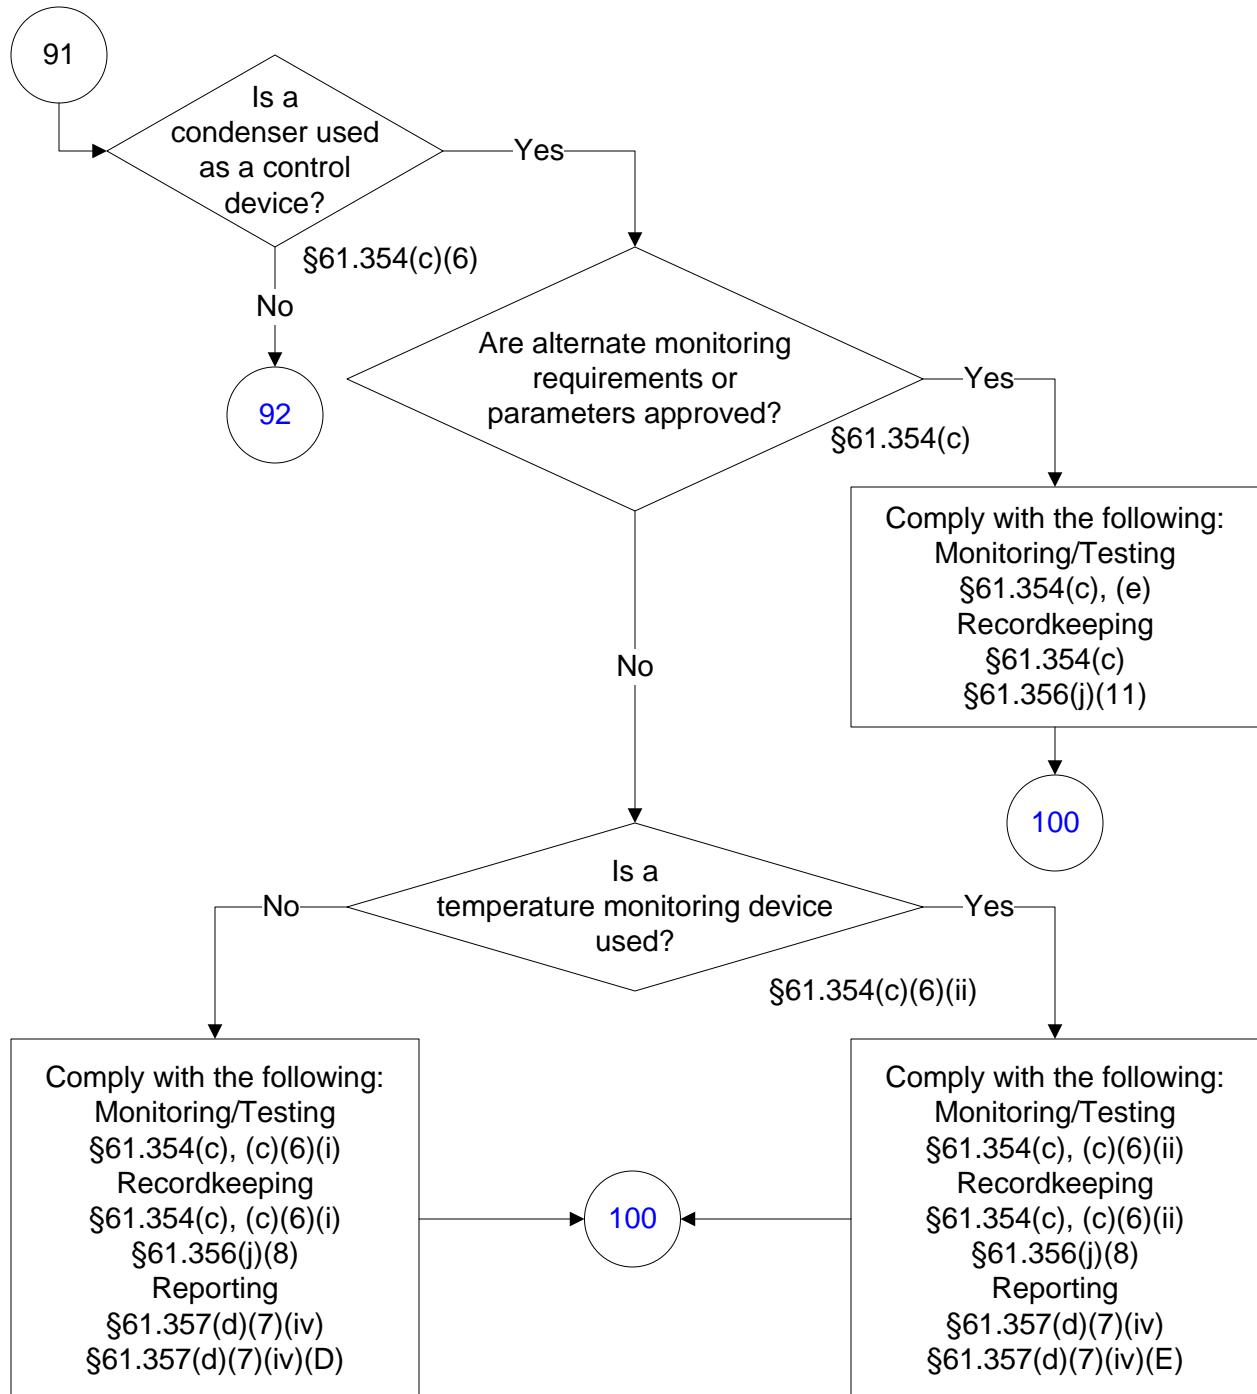 91
Is a
condenser used
as a control
device?
Yes
§61.354(c)(6)
No
92
Are alternate monitoring
requirements or
parameters approved?
Yes
§61.354(c)
Comply with the following:
Monitoring/Testing
§61.354(c), (e)
Recordkeeping
§61.354(c)
§61.356(j)(11)
100
No
Is a
temperature monitoring device
used?
No
Yes
§61.354(c)(6)(ii)
Comply with the following:
Monitoring/Testing
§61.354(c), (c)(6)(i)
Recordkeeping
§61.354(c), (c)(6)(i)
§61.356(j)(8)
Reporting
§61.357(d)(7)(iv)
§61.357(d)(7)(iv)(D)
100
Comply with the following:
Monitoring/Testing
§61.354(c), (c)(6)(ii)
Recordkeeping
§61.354(c), (c)(6)(ii)
§61.356(j)(8)
Reporting
§61.357(d)(7)(iv)
§61.357(d)(7)(iv)(E)